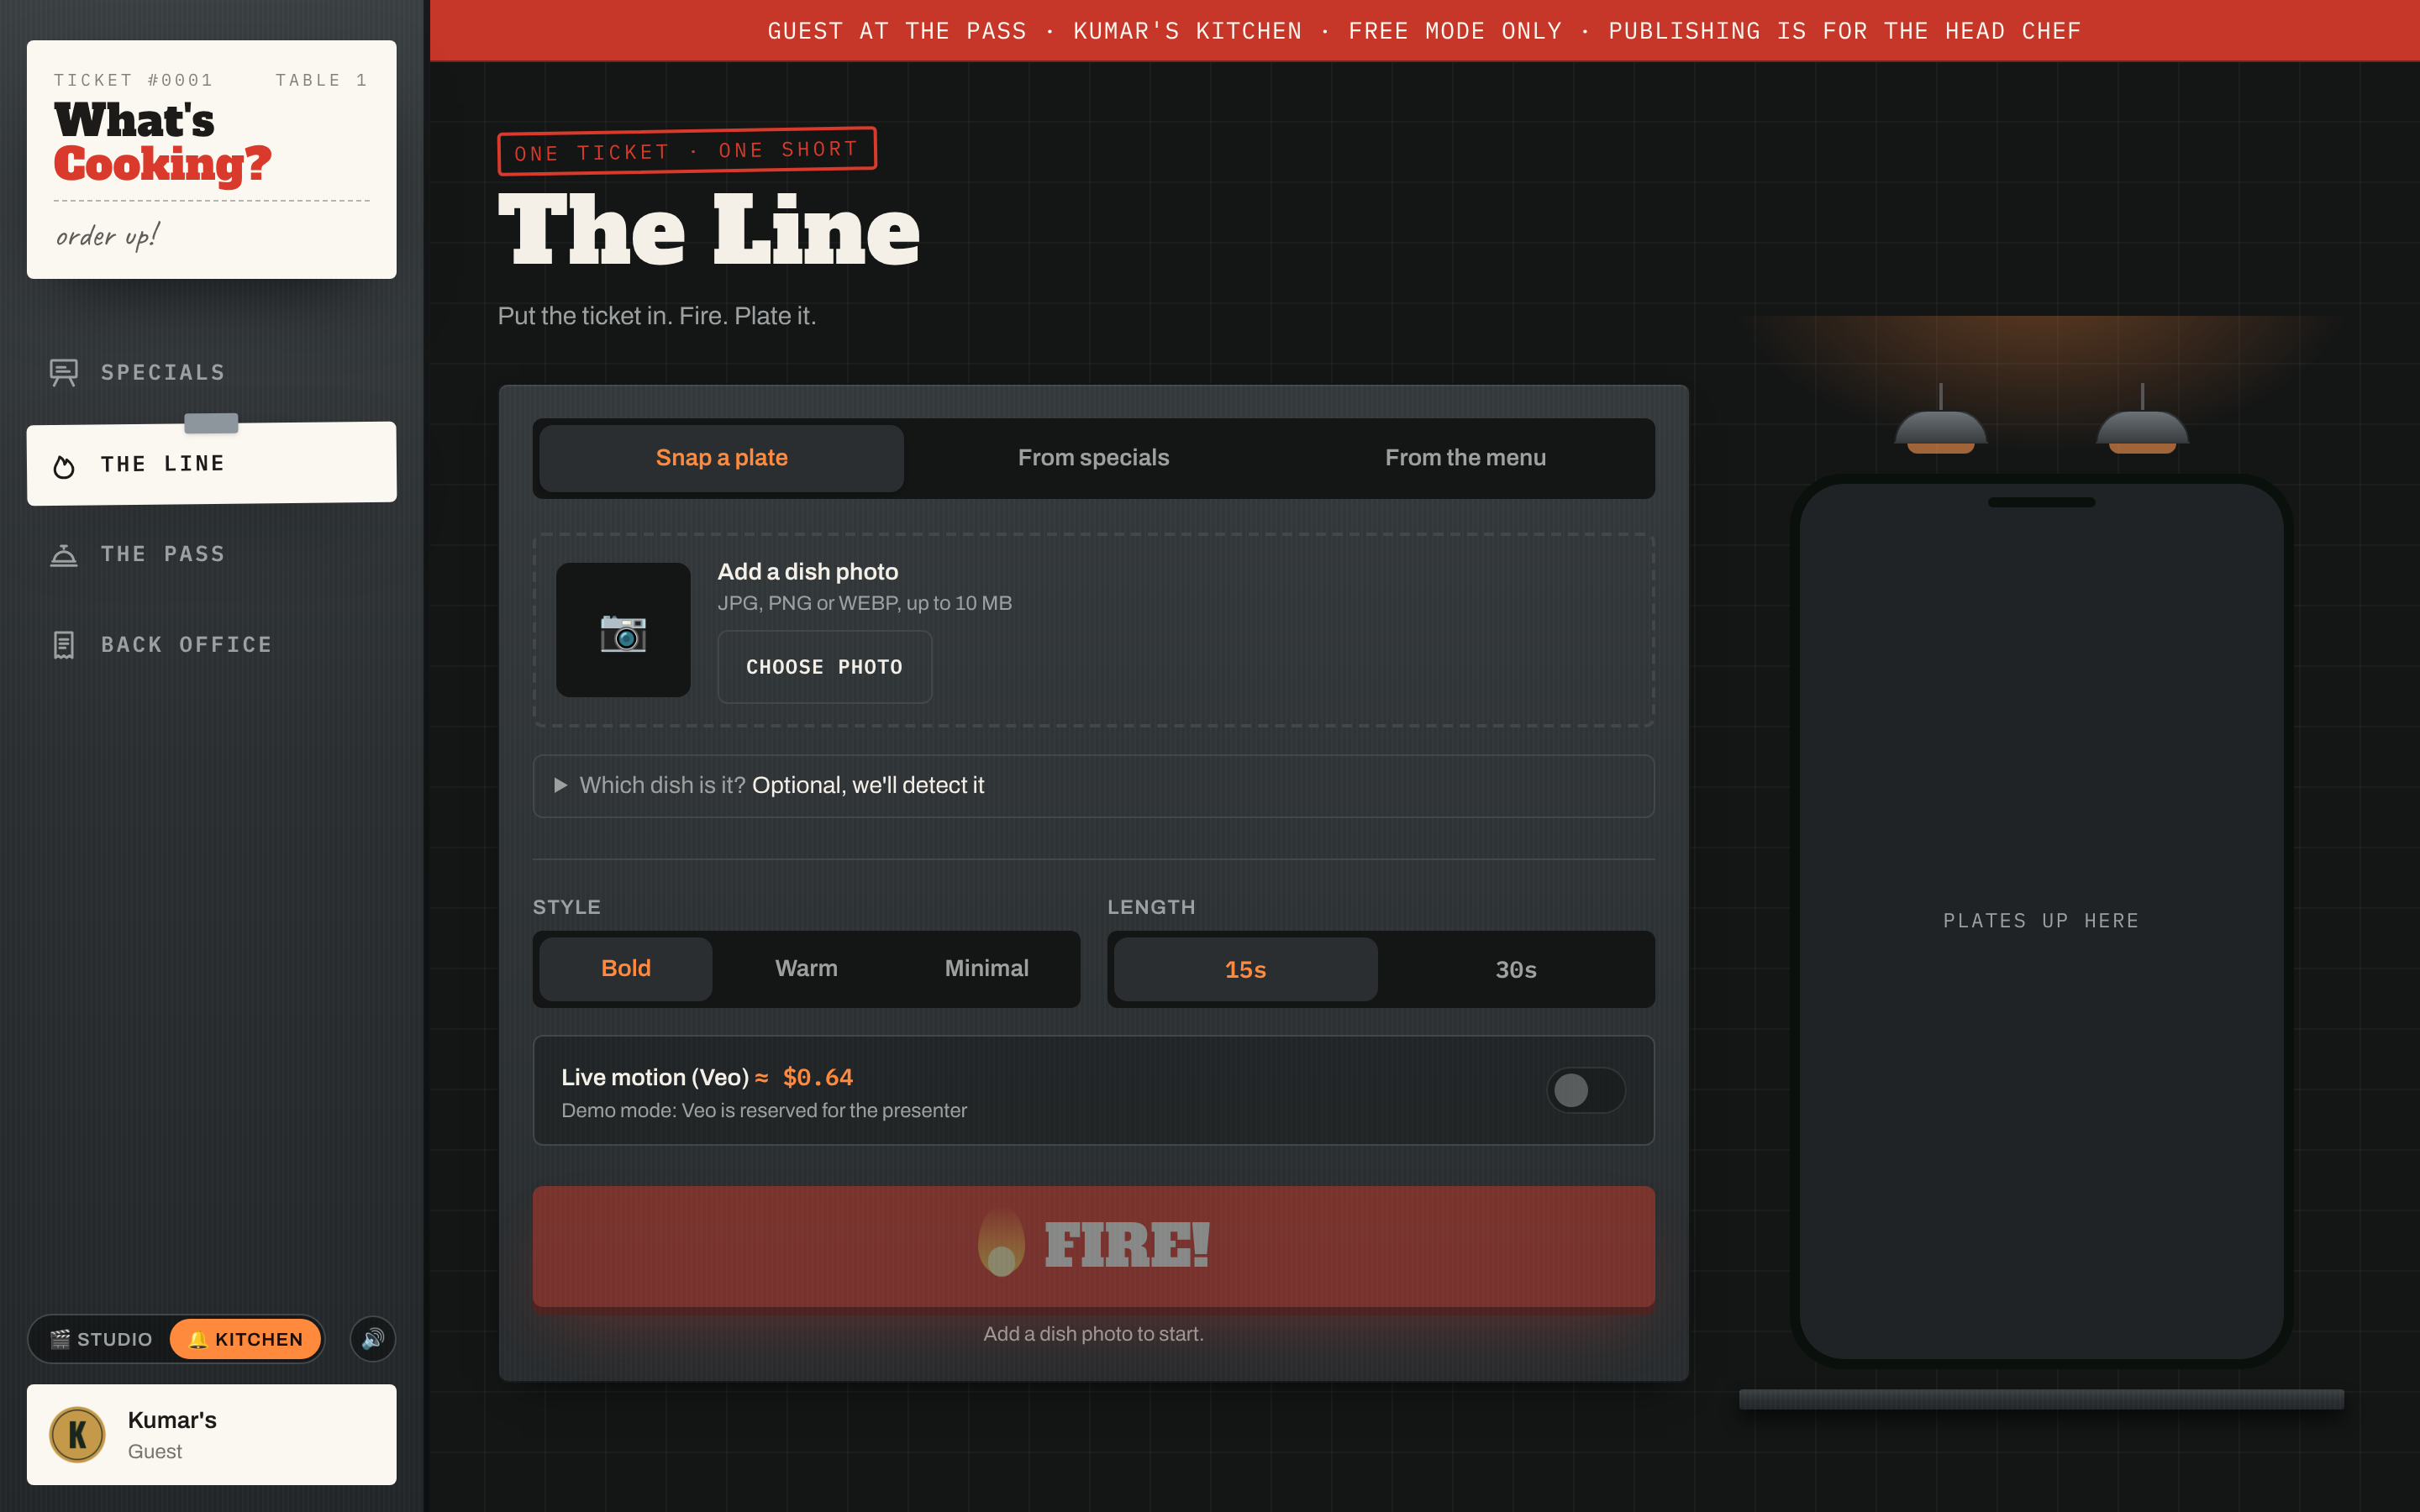 TICKET #0001 TABLE 1
What's
Cooking?
order up!
SPECIALS
THE LINE
THE PASS
BACK OFFICE
STUDIO KITCHEN
K
Kumar's
Guest
GUEST AT THE PASS · KUMAR'S KITCHEN · FREE MODE ONLY · PUBLISHING IS FOR THE HEAD CHEF
ONE TICKET · ONE SHORT
The Line
Put the ticket in. Fire. Plate it.
Snap a plate From specials From the menu
Add a dish photo
JPG, PNG or WEBP, up to 10 MB
CHOOSE PHOTO
Which dish is it? Optional, we'll detect it
STYLE LENGTH
Bold Warm Minimal 15s 30s
Live motion (Veo) ≈ $0.64
Demo mode: Veo is reserved for the presenter
FIRE!
Add a dish photo to start.
PLATES UP HERE